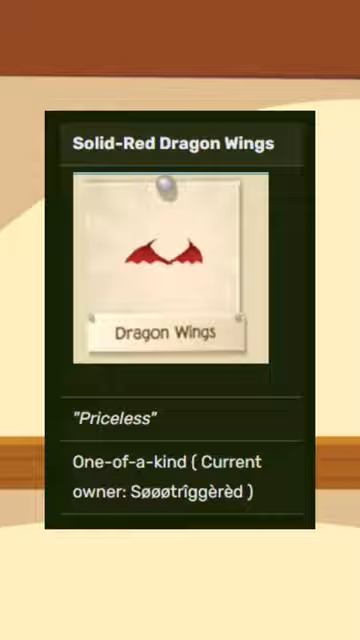 Solid-Red Dragon Wings
Dragon Wings
"Priceless"
One-of-a-kind ( Current
owner: Søøøtrîggèrèd )